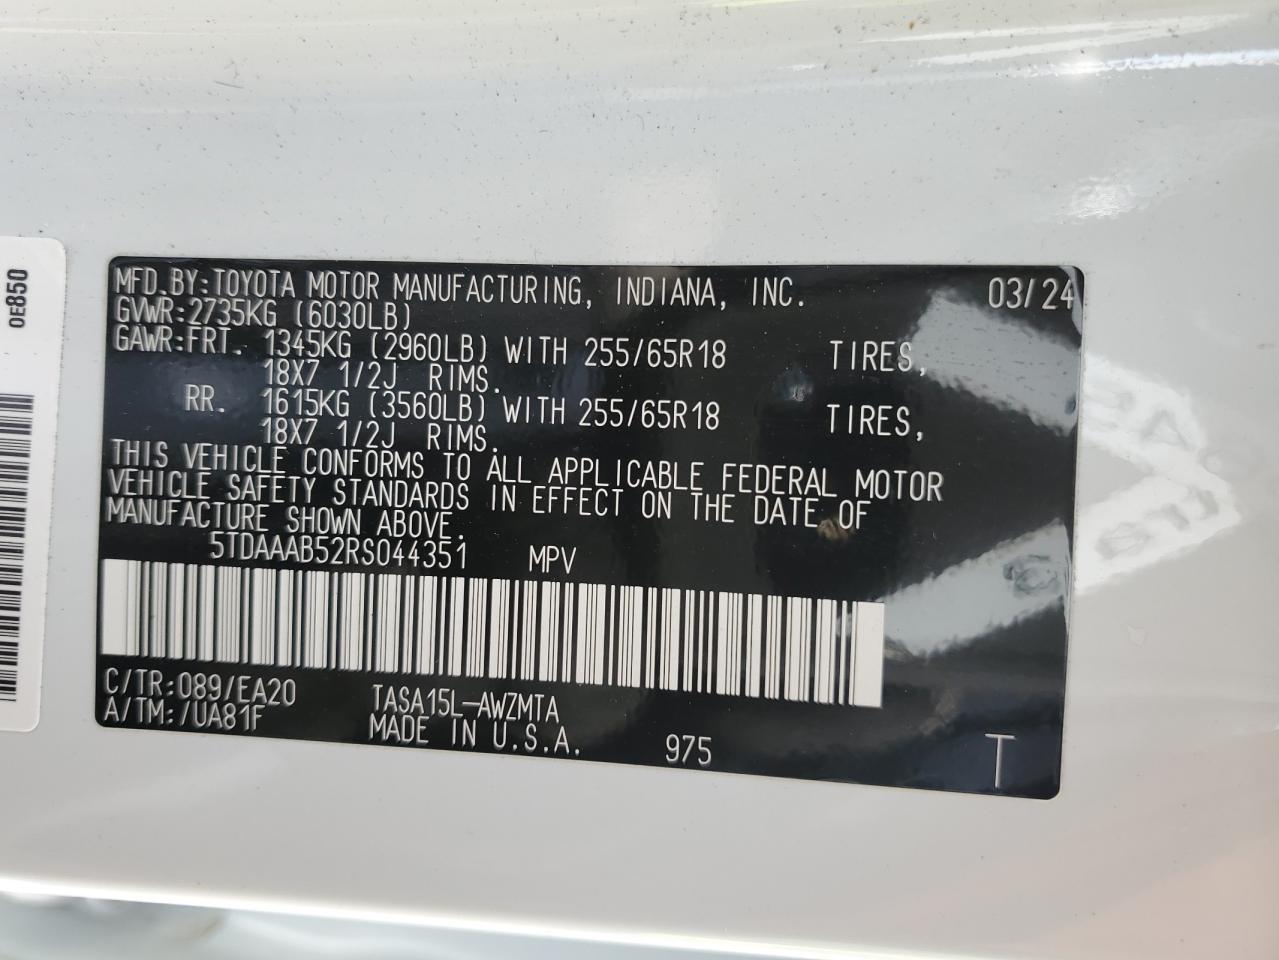 MFD.BY:TOYOTA MOTOR MANUFACTURING, INDIANA, INC. 03/24
GVWR:2735KG (6030LB)
GAWR:FRT. 1345KG (2960LB) WITH 255/65R18 TIRES,
18X7 1/2J RIMS.
RR. 1615KG (3560LB) WITH 255/65R18 TIRES,
18X7 1/2J RIMS.
THIS VEHICLE CONFORMS TO ALL APPLICABLE FEDERAL MOTOR
VEHICLE SAFETY STANDARDS IN EFFECT ON THE DATE OF
MANUFACTURE SHOWN ABOVE.
5TDAAAB52RS044351 MPV
C/TR:089/EA20 TASA15L-AWZMTA
A/TM:/UA81F MADE IN U.S.A. 975 T
0E850